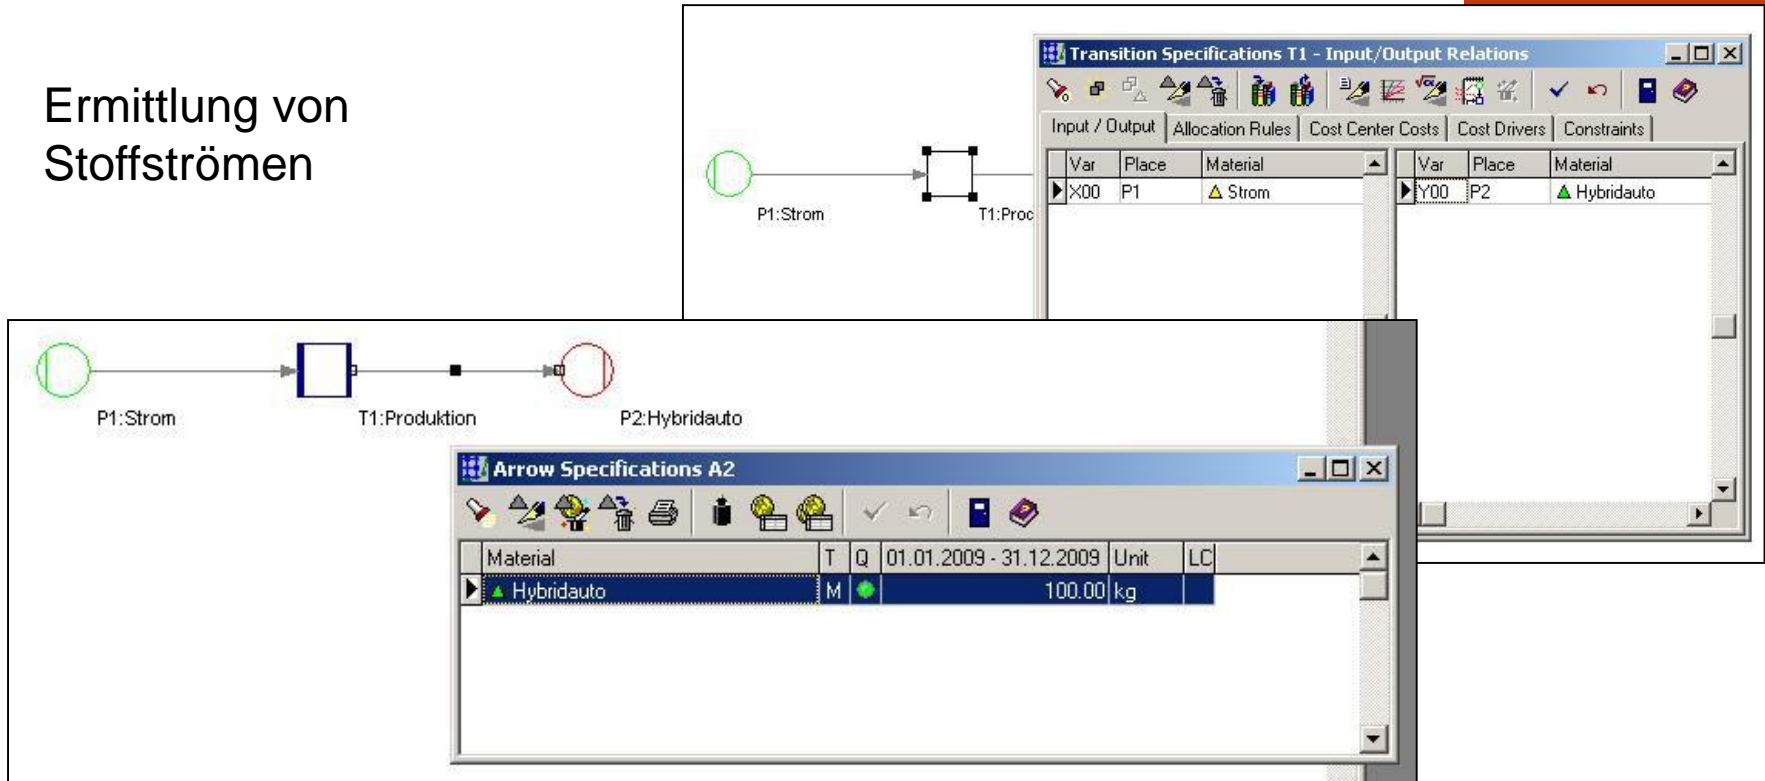 Ermittlung von
Stoffströmen
Transition Specifications T1 - Input/Output Relations
Input / Output Allocation Rules Cost Center Costs Cost Drivers Constraints
Var Place Material Var Place Material
X00 P1 Strom Y00 P2 Hybridauto
P1:Strom T1:Proc
P1:Strom T1:Produktion P2:Hybridauto
Arrow Specifications A2
Material T Q 01.01.2009 - 31.12.2009 Unit LC
Hybridauto M 100.00 kg